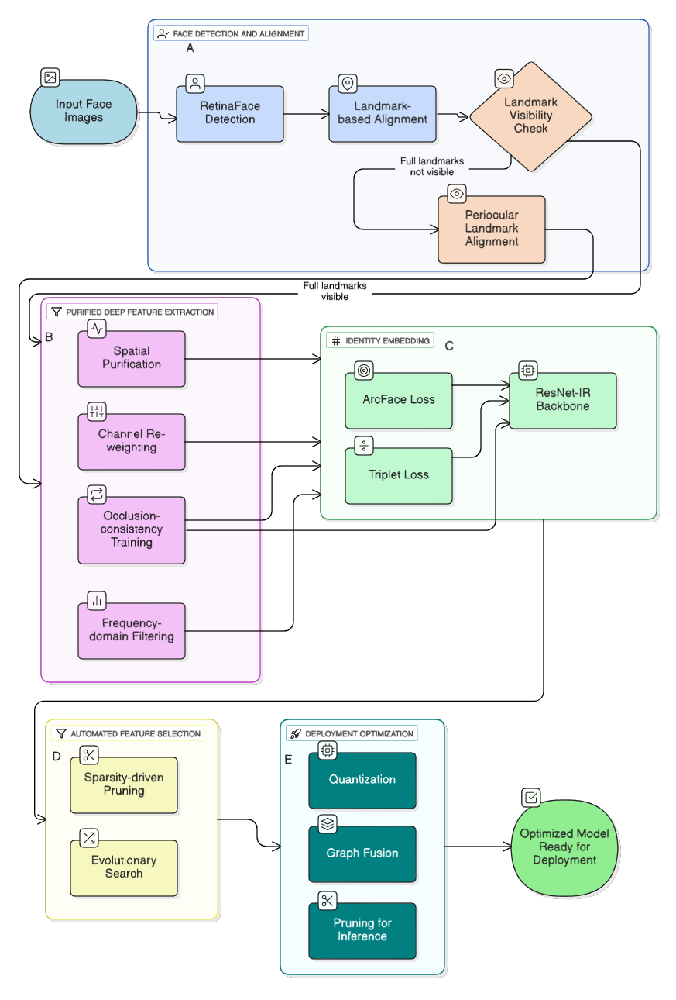 FACE DETECTION AND ALIGNMENT
A
Input Face
Images
RetinaFace
Detection
Landmark-
based Alignment
Landmark
Visibility
Check
Full landmarks
not visible
Periocular
Landmark
Alignment
Full landmarks
visible
PURIFIED DEEP FEATURE EXTRACTION
B
Spatial
Purification
Channel Re-
weighting
Occlusion-
consistency
Training
Frequency-
domain Filtering
IDENTITY EMBEDDING
C
ArcFace Loss
ResNet-IR
Backbone
Triplet Loss
AUTOMATED FEATURE SELECTION
D
Sparsity-driven
Pruning
Evolutionary
Search
DEPLOYMENT OPTIMIZATION
E
Quantization
Graph Fusion
Pruning for
Inference
Optimized Model
Ready for
Deployment